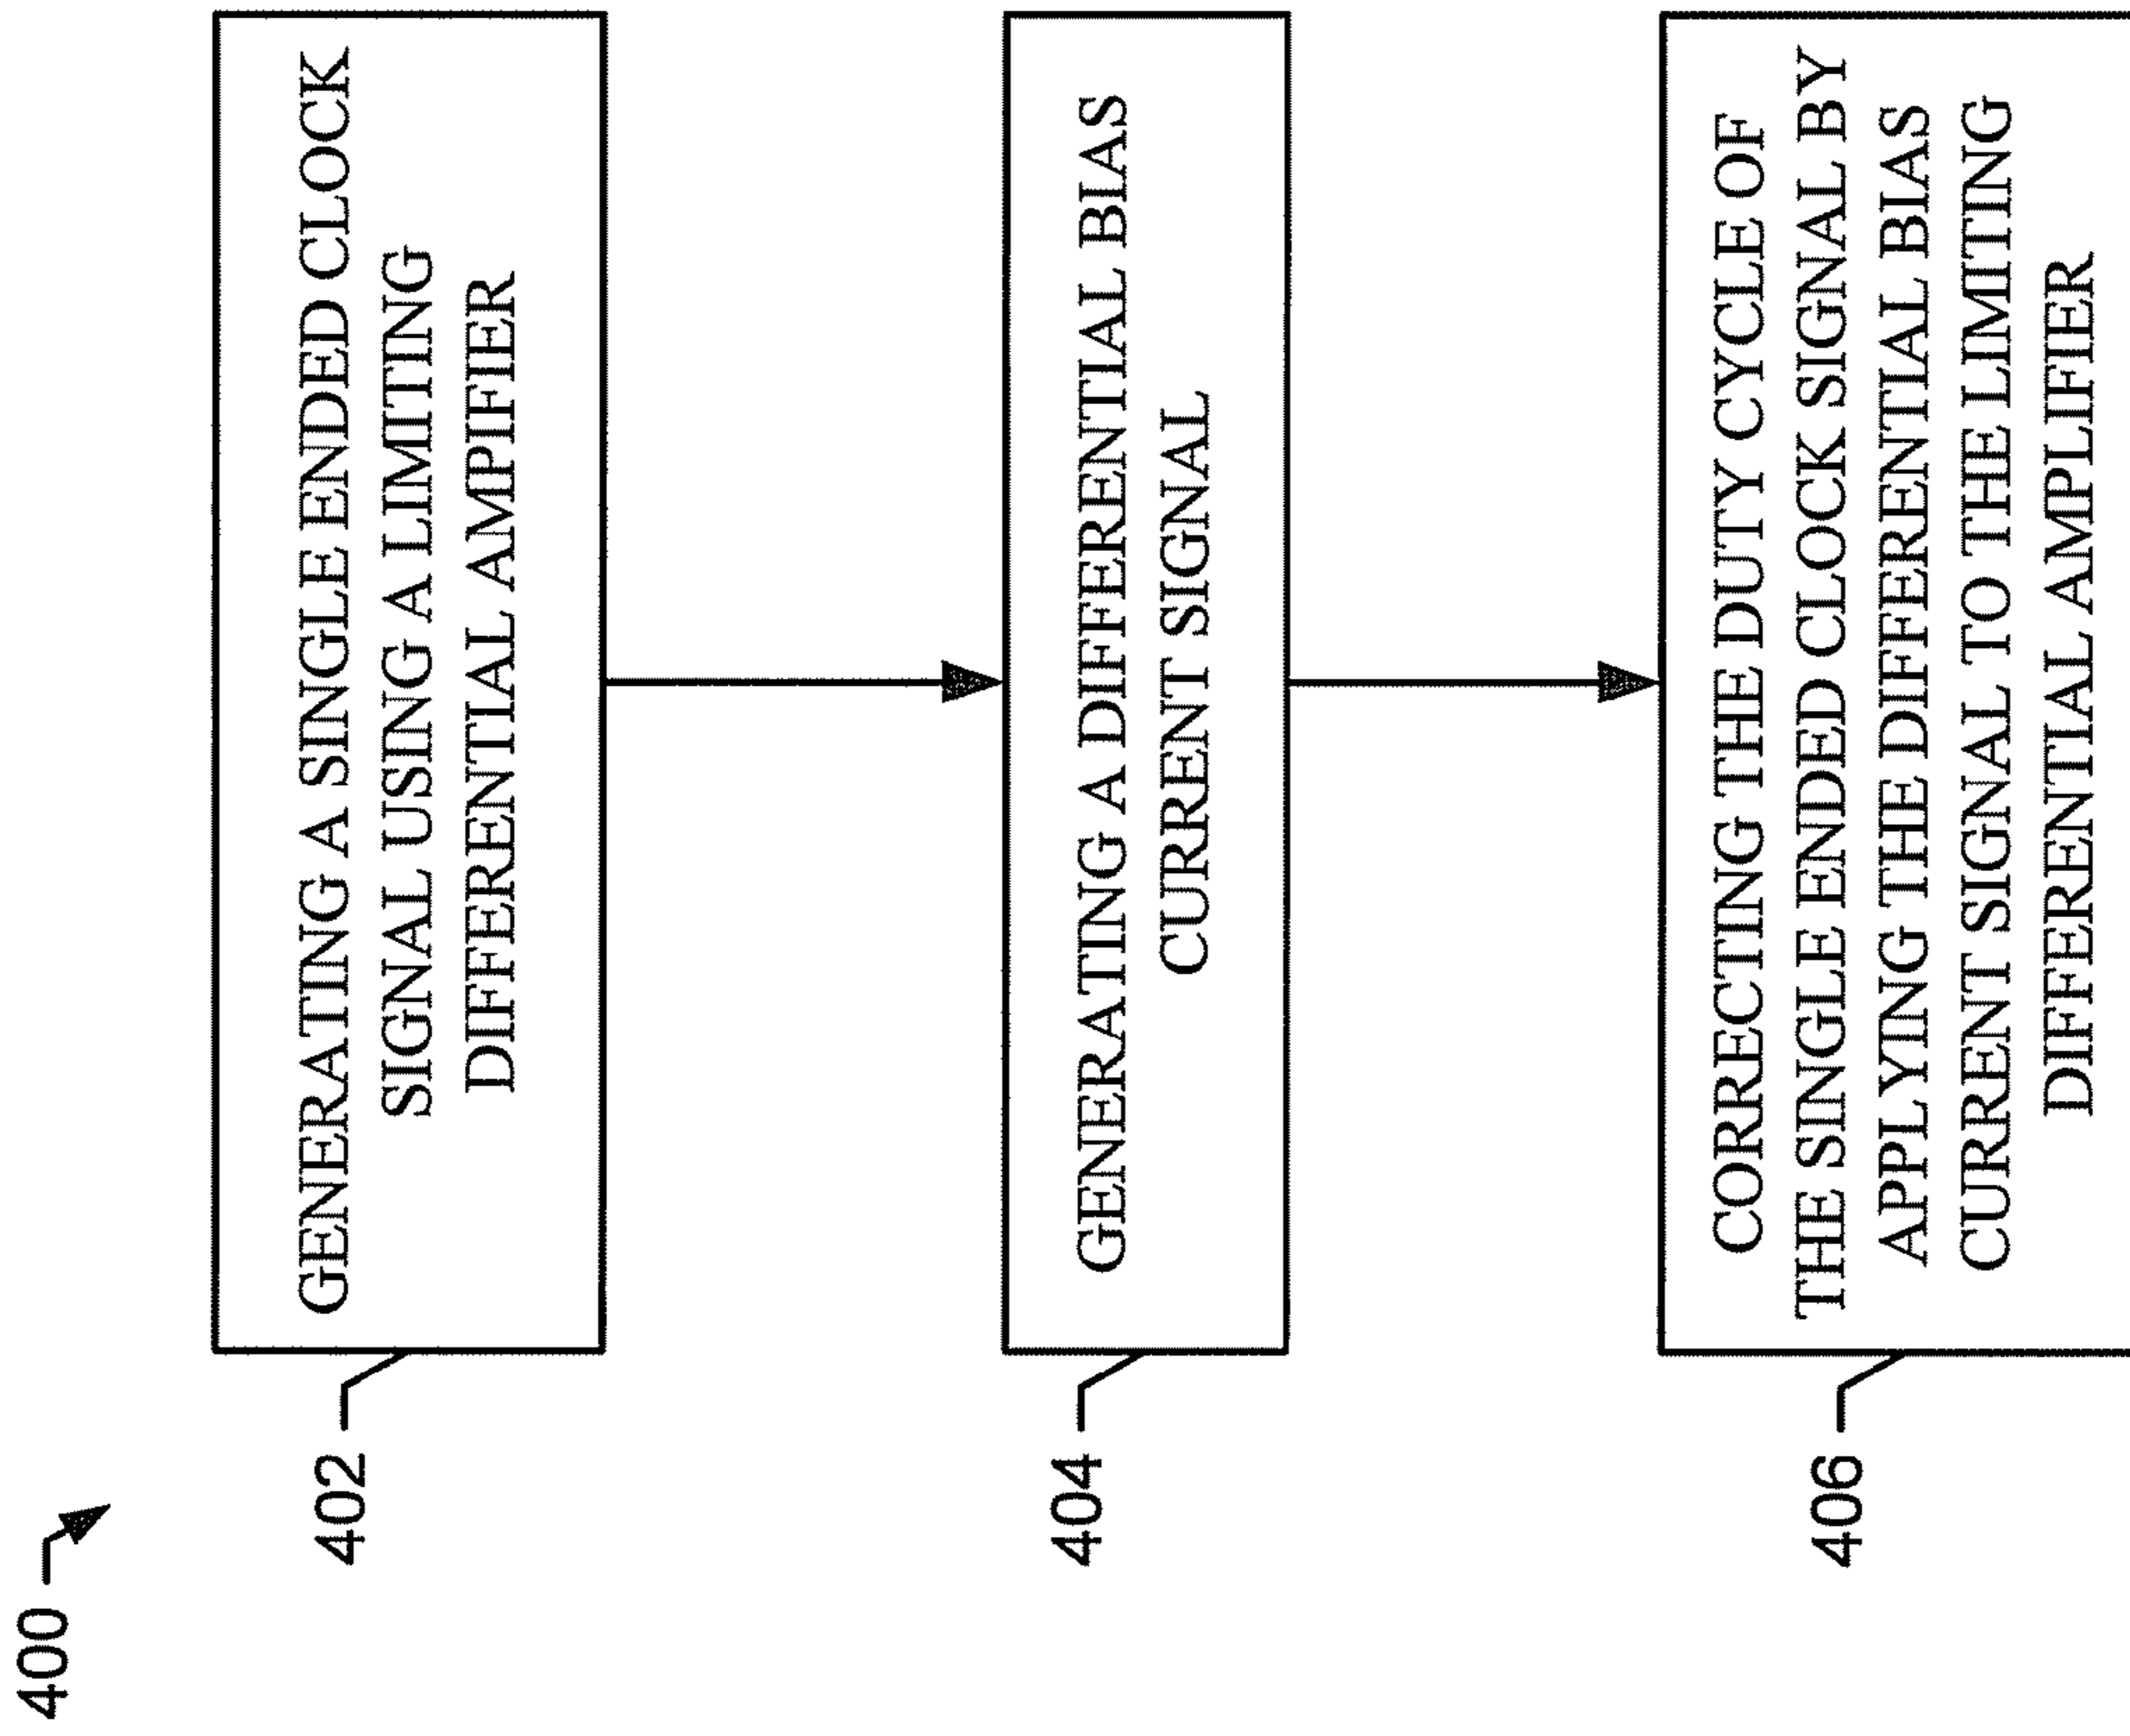 400
402
GENERATING A SINGLE ENDED CLOCK
SIGNAL USING A LIMITING
DIFFERENTIAL AMPIFIER
404
GENERATING A DIFFERENTIAL BIAS
CURRENT SIGNAL
406
CORRECTING THE DUTY CYCLE OF
THE SINGLE ENDED CLOCK SIGNAL BY
APPLYING THE DIFFERENTIAL BIAS
CURRENT SIGNAL TO THE LIMITING
DIFFERENTIAL AMPLIFIER